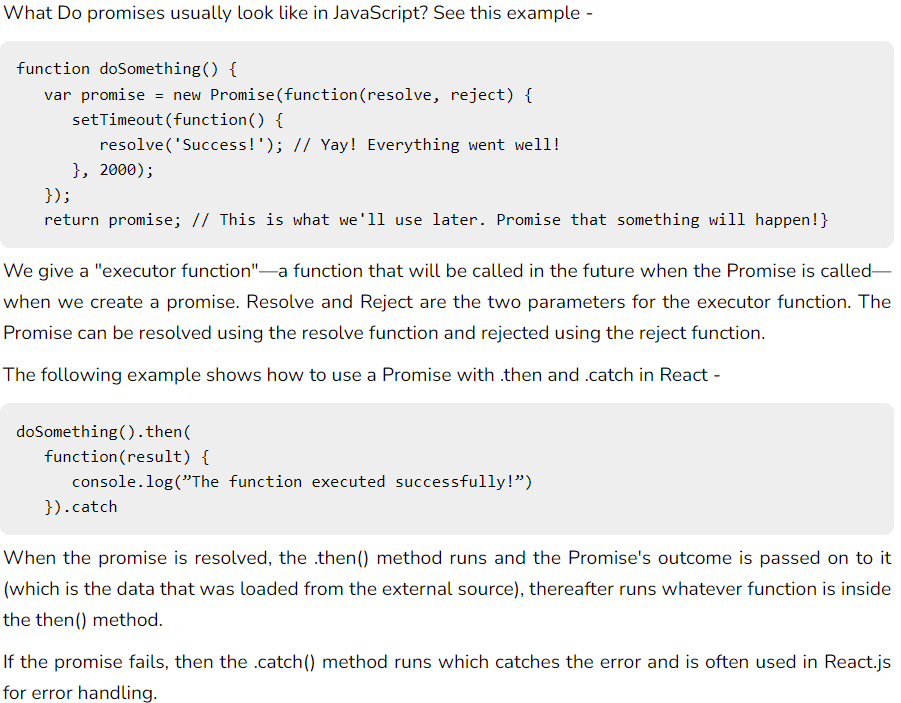 What Do promises usually look like in JavaScript? See this example -
function doSomething() {
   var promise = new Promise(function(resolve, reject) {
      setTimeout(function() {
         resolve('Success!'); // Yay! Everything went well!
      }, 2000);
   });
   return promise; // This is what we'll use later. Promise that something will happen!}
We give a "executor function"—a function that will be called in the future when the Promise is called—
when we create a promise. Resolve and Reject are the two parameters for the executor function. The
Promise can be resolved using the resolve function and rejected using the reject function.
The following example shows how to use a Promise with .then and .catch in React -
doSomething().then(
   function(result) {
      console.log(”The function executed successfully!”)
   }).catch
When the promise is resolved, the .then() method runs and the Promise's outcome is passed on to it
(which is the data that was loaded from the external source), thereafter runs whatever function is inside
the then() method.
If the promise fails, then the .catch() method runs which catches the error and is often used in React.js
for error handling.